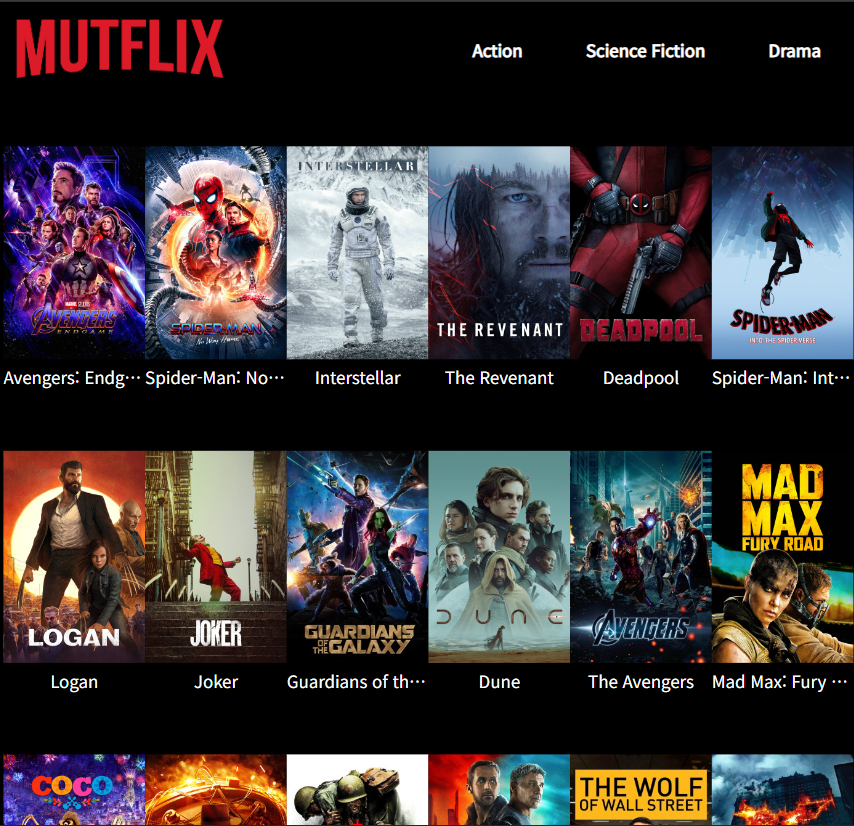 MUTFLIX
Action
Science Fiction
Drama
INTERSTELLAR
THE REVENANT
DEADPOOL
SPIDER-MAN
INTO THE SPIDER-VERSE
AVENGERS
ENDGAME
SPIDER-MAN
No Way Home
Avengers: Endg⋯
Spider-Man: No⋯
Interstellar
The Revenant
Deadpool
Spider-Man: Int⋯
MAD
MAX
FURY ROAD
LOGAN
JOKER
GUARDIANS
OF THE GALAXY
DUNE
AVENGERS
Logan
Joker
Guardians of th⋯
Dune
The Avengers
Mad Max: Fury ⋯
COCO
THE WOLF
OF WALL STREET